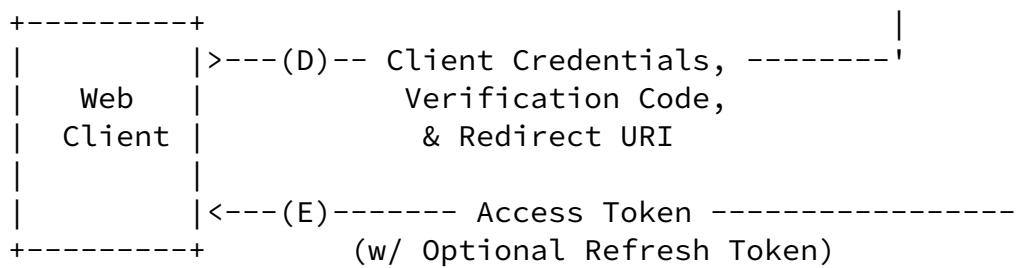 +---------+                                      |
|         |>---(D)-- Client Credentials, --------'
|   Web   |          Verification Code,
|  Client |           & Redirect URI
|         |
|         |<---(E)------- Access Token -----------------
+---------+       (w/ Optional Refresh Token)